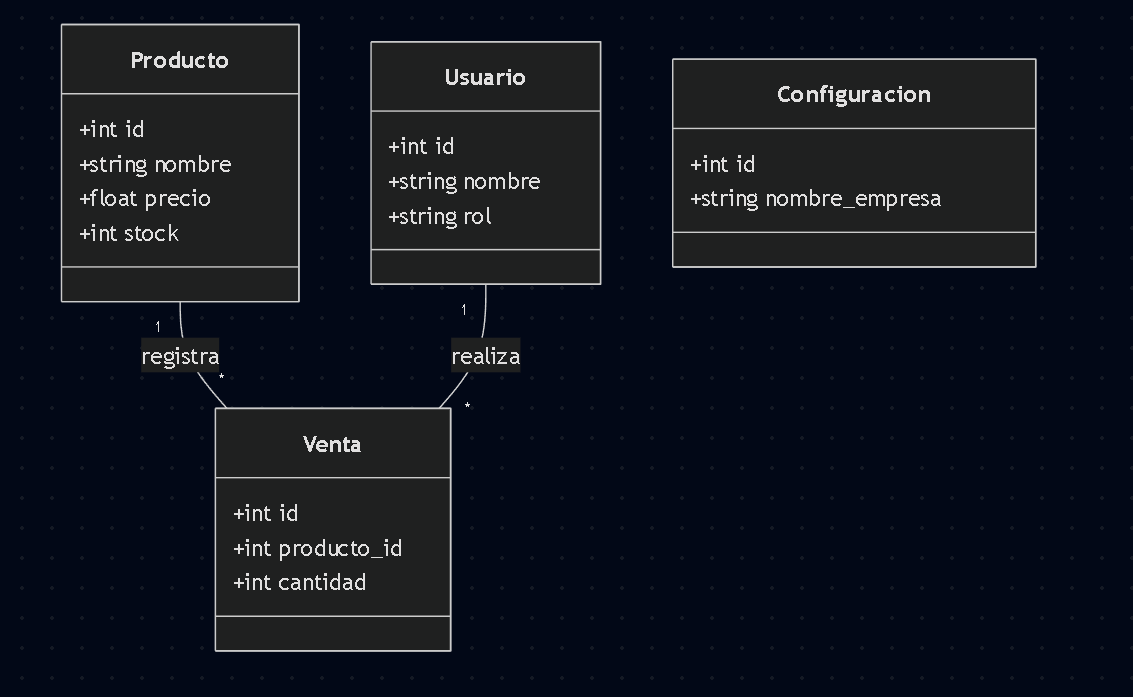 Producto
+int id
+string nombre
+float precio
+int stock
Usuario
+int id
+string nombre
+string rol
Configuracion
+int id
+string nombre_empresa
1
registra
*
1
realiza
*
Venta
+int id
+int producto_id
+int cantidad